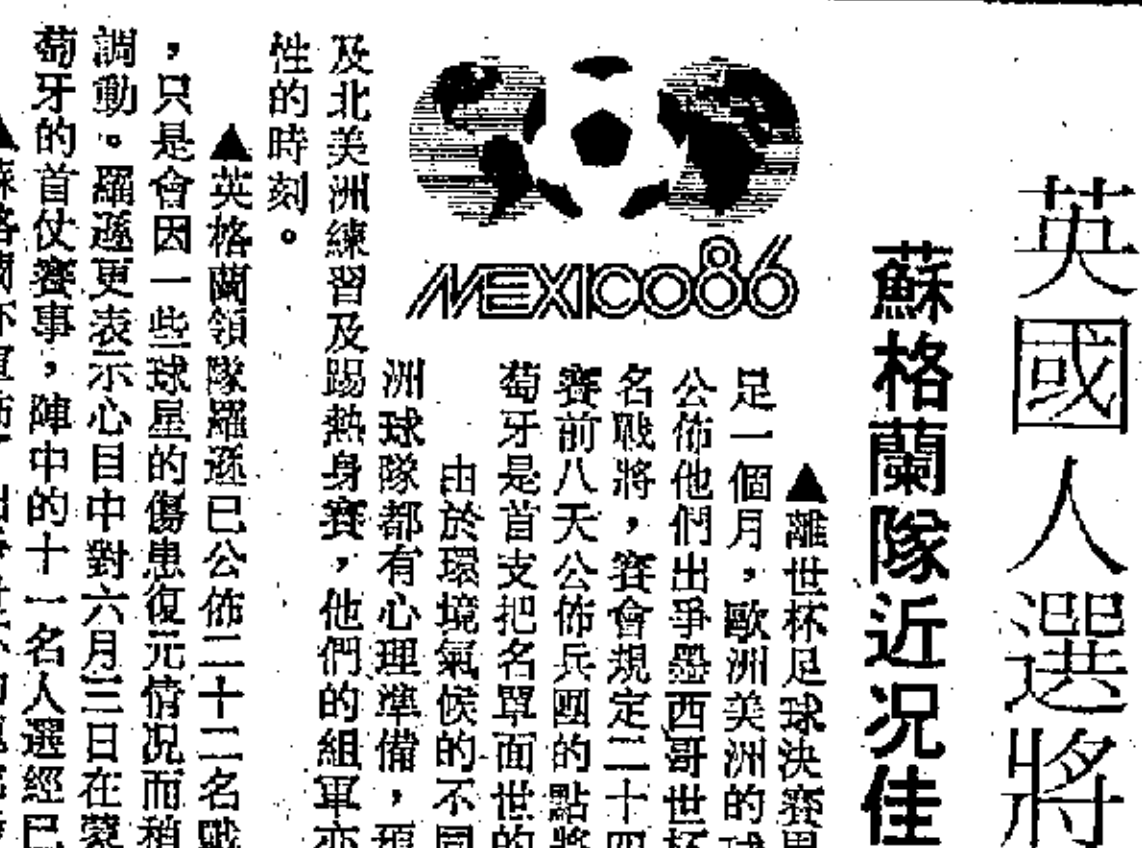 英國人選將
蘇格蘭隊近況佳
▲離世杯足球決賽
足一個月，歐洲美洲的球
公佈他們出爭墨西哥世杯
名戰將，賽會規定二十四
賽前八天公佈兵團的點將
萄牙是首支把名單面世的
由於環境氣候的不同
洲球隊都有心理準備，
MEXICO86
及北美洲練習及踢熱身賽，他們的組軍亦
性的時刻。
▲英格蘭領隊羅遜已公佈二十二名戰
，只是會因一些球星的傷患復元情況而稍
調動。羅遜更表示心目中對六月三日在蒙
萄牙的首仗賽事，陣中的十一名人選經已